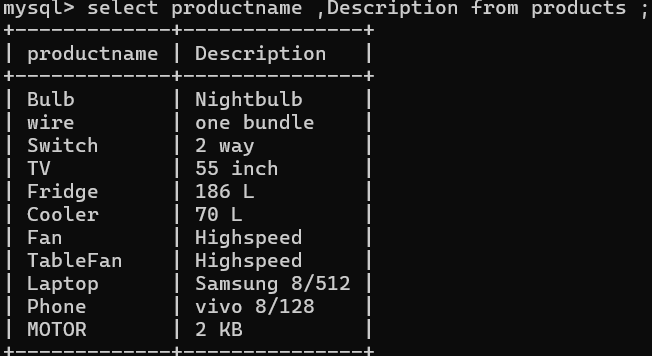 mysql> select productname ,Description from products ;
+-------------+---------------+
| productname | Description   |
+-------------+---------------+
| Bulb        | Nightbulb     |
| wire        | one bundle    |
| Switch      | 2 way         |
| TV          | 55 inch       |
| Fridge      | 186 L         |
| Cooler      | 70 L          |
| Fan         | Highspeed     |
| TableFan    | Highspeed     |
| Laptop      | Samsung 8/512 |
| Phone       | vivo 8/128    |
| MOTOR       | 2 KB          |
+-------------+---------------+